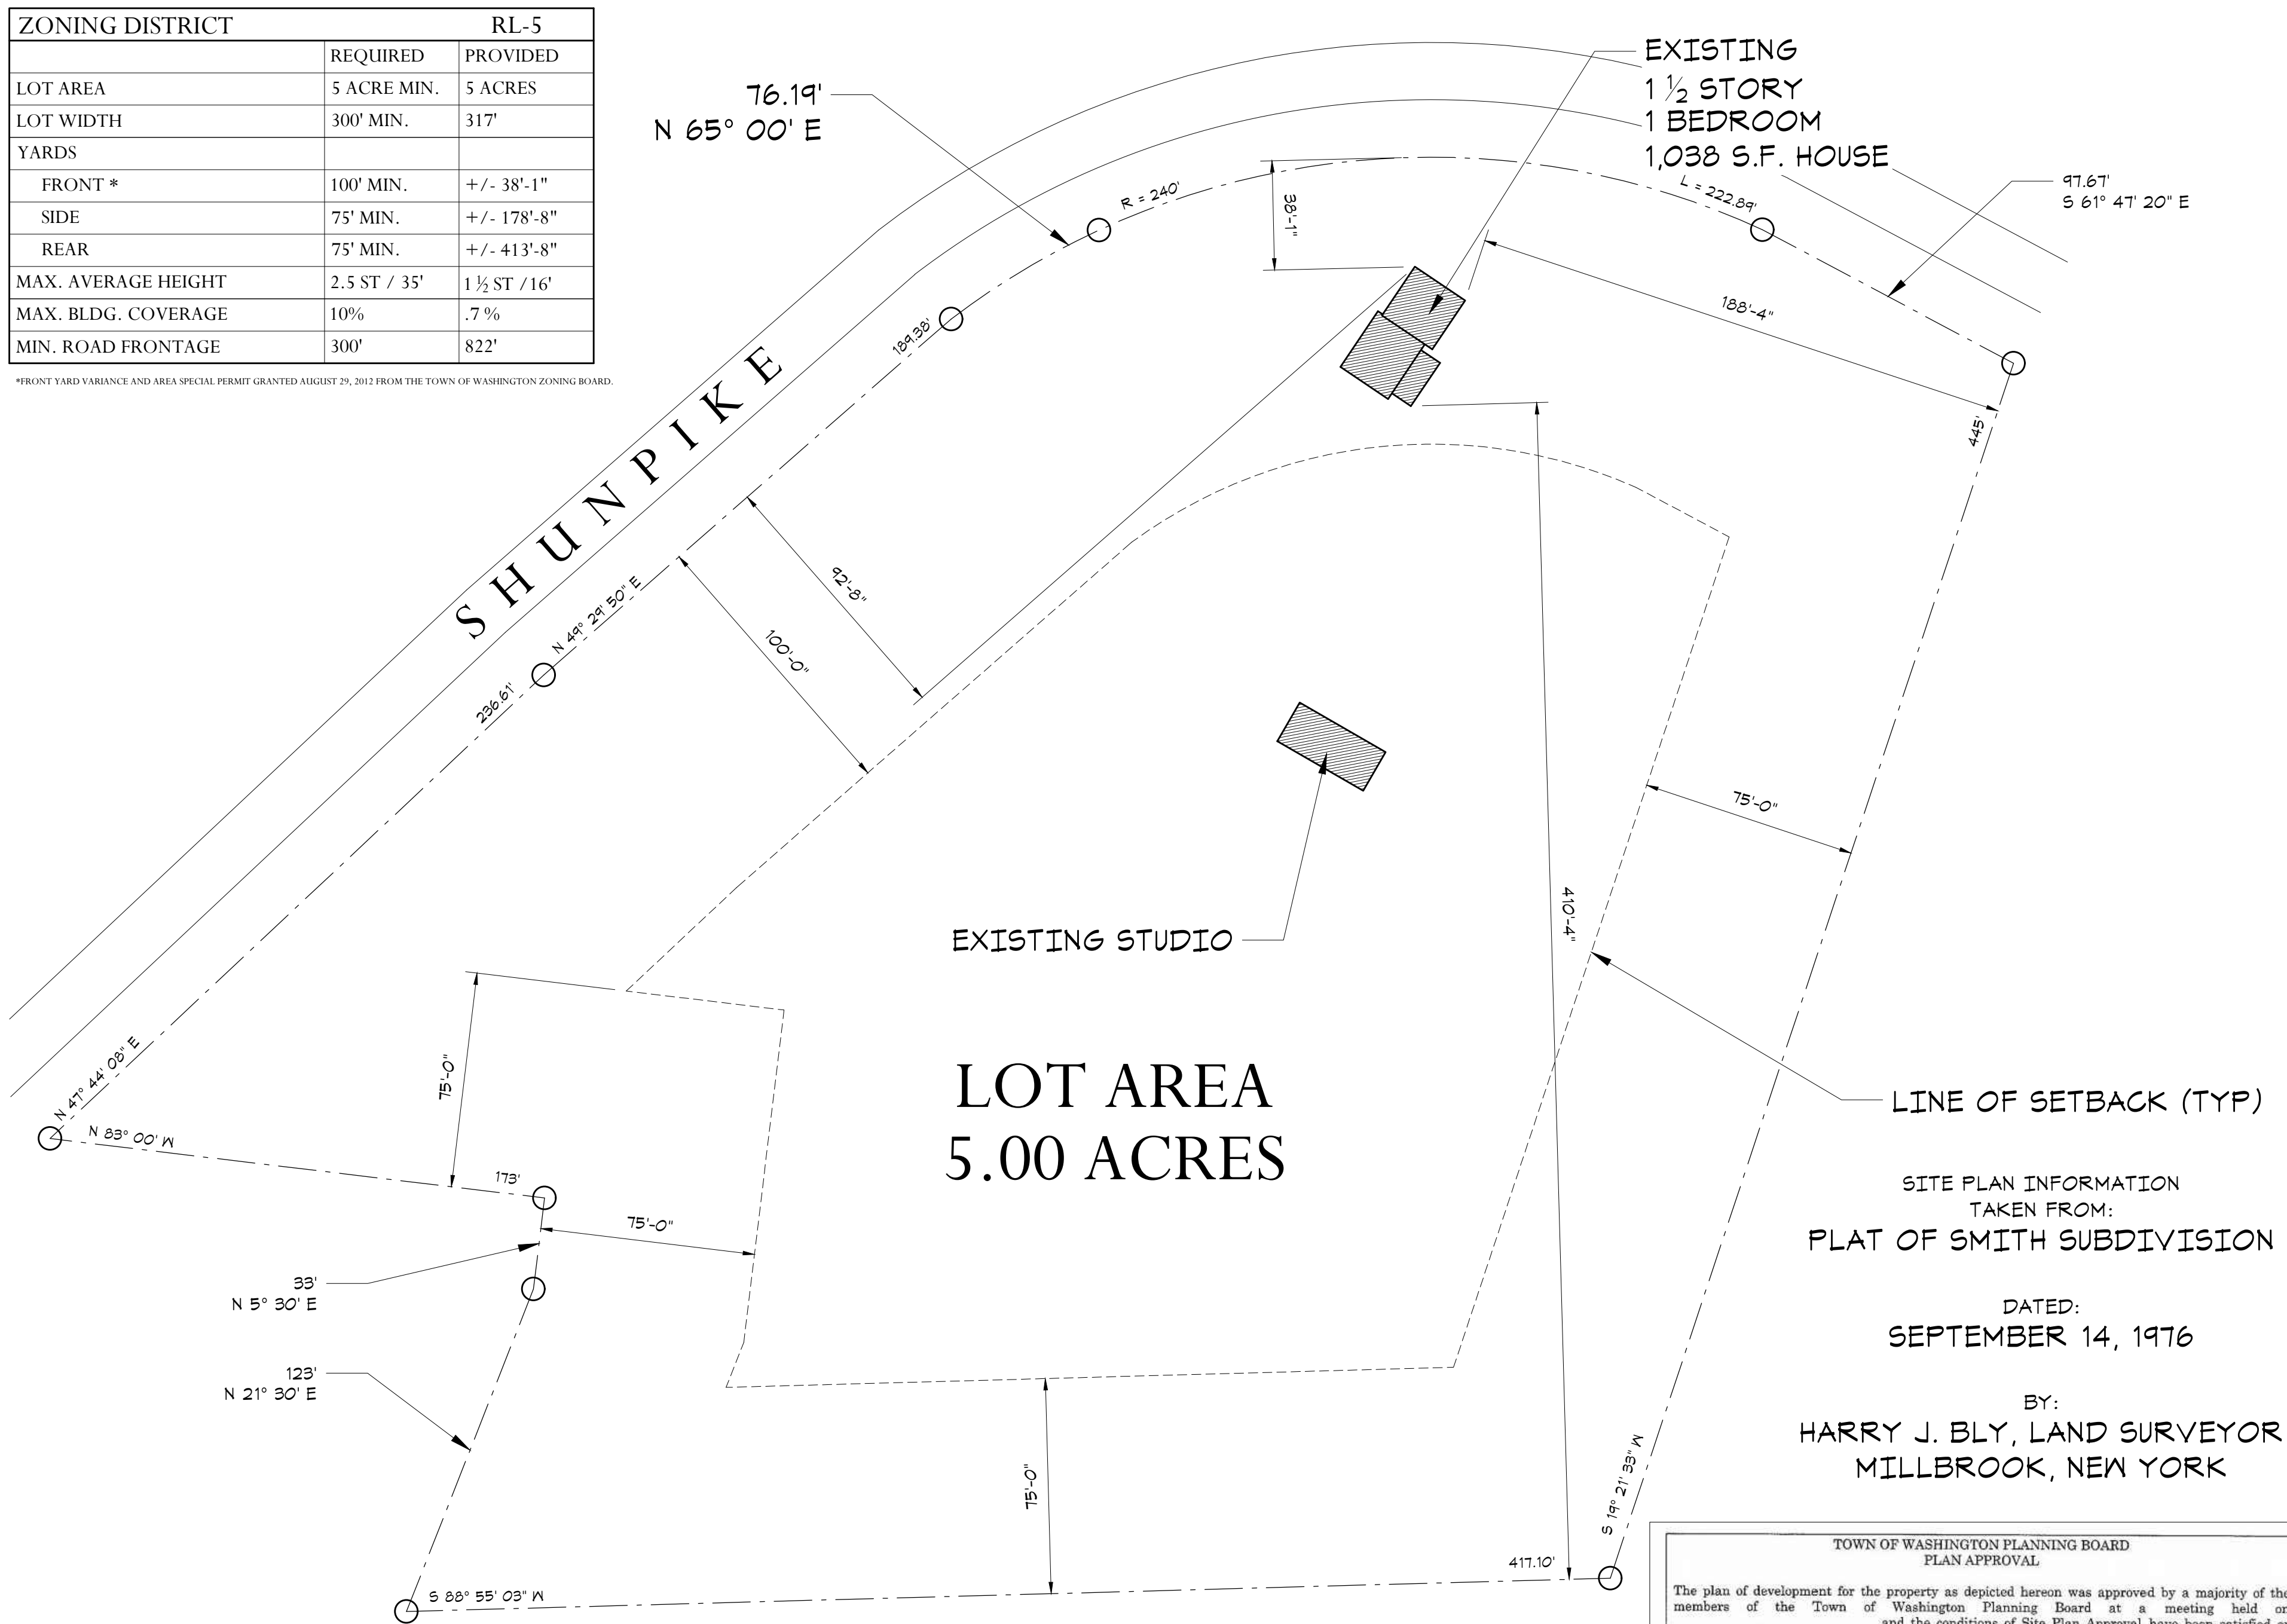 ZONING DISTRICT RL-5
REQUIRED PROVIDED
LOT AREA 5 ACRE MIN. 5 ACRES
LOT WIDTH 300' MIN. 317'
YARDS
FRONT * 100' MIN. +/- 38'-1"
SIDE 75' MIN. +/- 178'-8"
REAR 75' MIN. +/- 413'-8"
MAX. AVERAGE HEIGHT 2.5 ST / 35' 1 ½ ST /16'
MAX. BLDG. COVERAGE 10% .7 %
MIN. ROAD FRONTAGE 300' 822'
*FRONT YARD VARIANCE AND AREA SPECIAL PERMIT GRANTED AUGUST 29, 2012 FROM THE TOWN OF WASHINGTON ZONING BOARD.
76.19'
N 65° 00' E
EXISTING
1 ½ STORY
1 BEDROOM
1,038 S.F. HOUSE
R = 240'
L = 222.89'
97.67'
S 61° 47' 20" E
38'-1"
188'-4"
189.38'
445'
SHUNPIKE
92'-8"
100'-0"
N 49° 29' 50" E
236.61'
75'-0"
EXISTING STUDIO
410'-4"
75'-0"
N 47° 44' 08" E
N 83° 00' W
173'
75'-0"
LOT AREA
5.00 ACRES
LINE OF SETBACK (TYP)
33'
N 5° 30' E
123'
N 21° 30' E
SITE PLAN INFORMATION
TAKEN FROM:
PLAT OF SMITH SUBDIVISION
DATED:
SEPTEMBER 14, 1976
BY:
HARRY J. BLY, LAND SURVEYOR
MILLBROOK, NEW YORK
75'-0"
S 19° 21' 33" W
417.10'
S 88° 55' 03" W
TOWN OF WASHINGTON PLANNING BOARD
PLAN APPROVAL
The plan of development for the property as depicted hereon was approved by a majority of the
members of the Town of Washington Planning Board at a meeting held on
and the conditions of Site Plan Approval have been satisfied